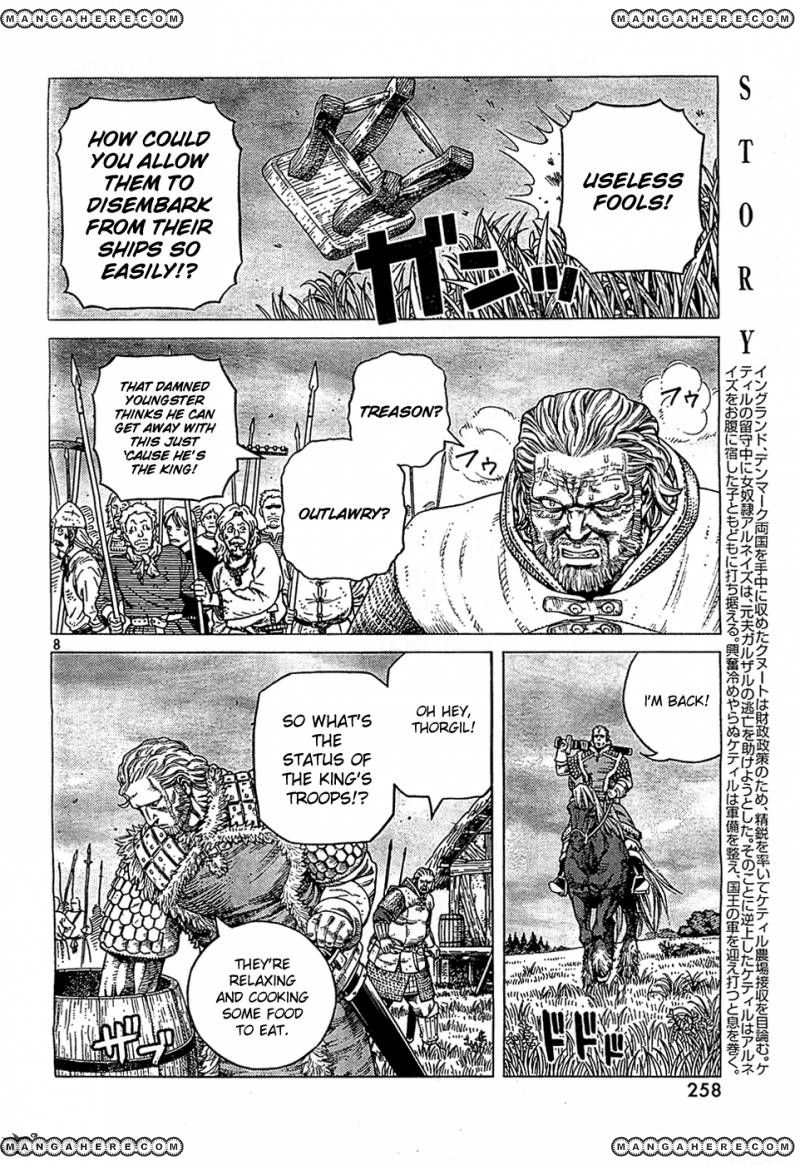 MANGAHERE.COM
MANGAHERE.COM
USELESS
FOOLS!
HOW COULD
YOU ALLOW
THEM TO
DISEMBARK
FROM THEIR
SHIPS SO
EASILY!?
ガンッ
STORY
イングランド、デンマーク両国を手中に収めたクヌートは財政政策のため、精鋭を率いてケティル農場接収を目論む。ケ
ティルの留守中に女奴隷アルネイズは、元夫ガルザルの逃亡を助けようとした。そのことに逆上したケティルはアルネ
イズをお腹に宿した子ともどもに打ち据える。興奮冷めやらぬケティルは軍備を整え、国王の軍を迎え打つと息を巻く。
フゥ
フゥ
TREASON?
OUTLAWRY?
THAT DAMNED
YOUNGSTER
THINKS HE CAN
GET AWAY WITH
THIS JUST
'CAUSE HE'S
THE KING!
8
I'M BACK!
ドドド
OH HEY,
THORGIL!
SO WHAT'S
THE
STATUS OF
THE KING'S
TROOPS!?
THEY'RE
RELAXING
AND COOKING
SOME FOOD
TO EAT.
ザブ
258
MANGAHERE.COM
MANGAHERE.COM